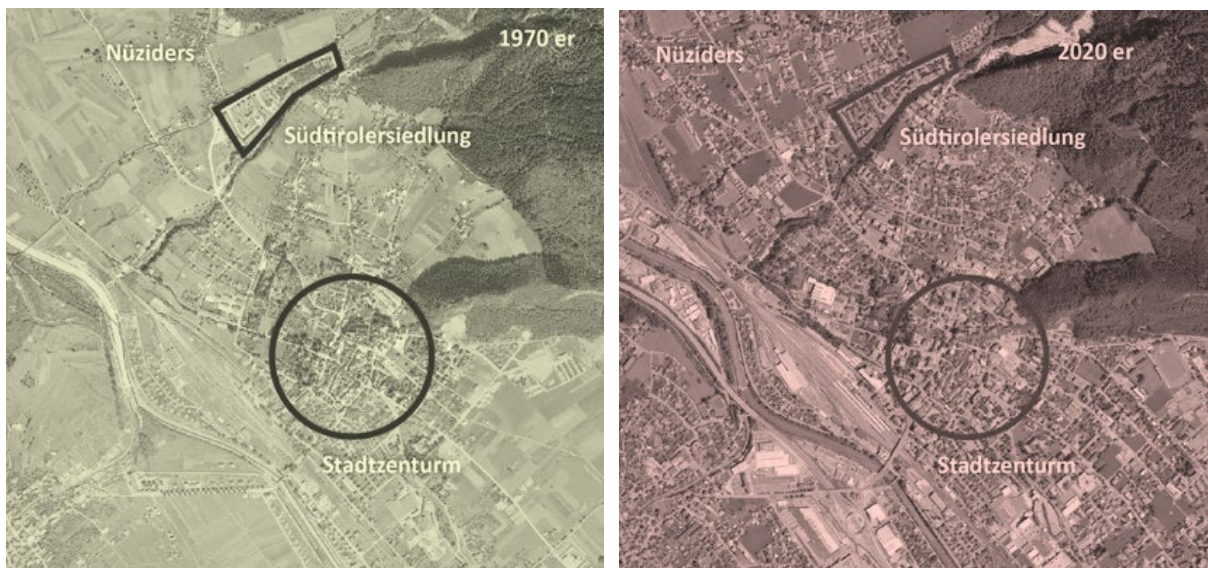 Nüziders
1970 er
Südtirolersiedlung
Stadtzenturm
Nüziders
2020 er
Südtirolersiedlung
Stadtzenturm